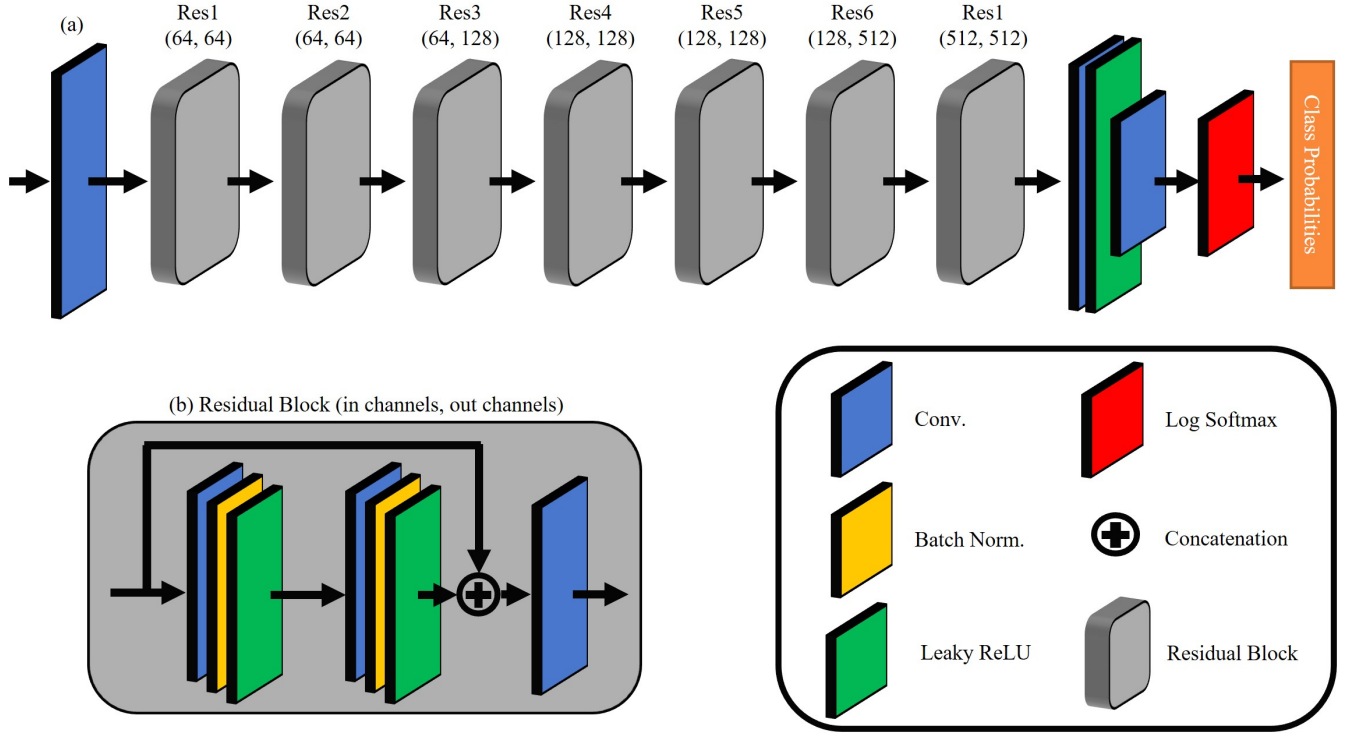 (a)
Res1
(64, 64)
Res2
(64, 64)
Res3
(64, 128)
Res4
(128, 128)
Res5
(128, 128)
Res6
(128, 512)
Res1
(512, 512)
Class Probabilities
(b) Residual Block (in channels, out channels)
Conv.
Log Softmax
Batch Norm.
Concatenation
Leaky ReLU
Residual Block